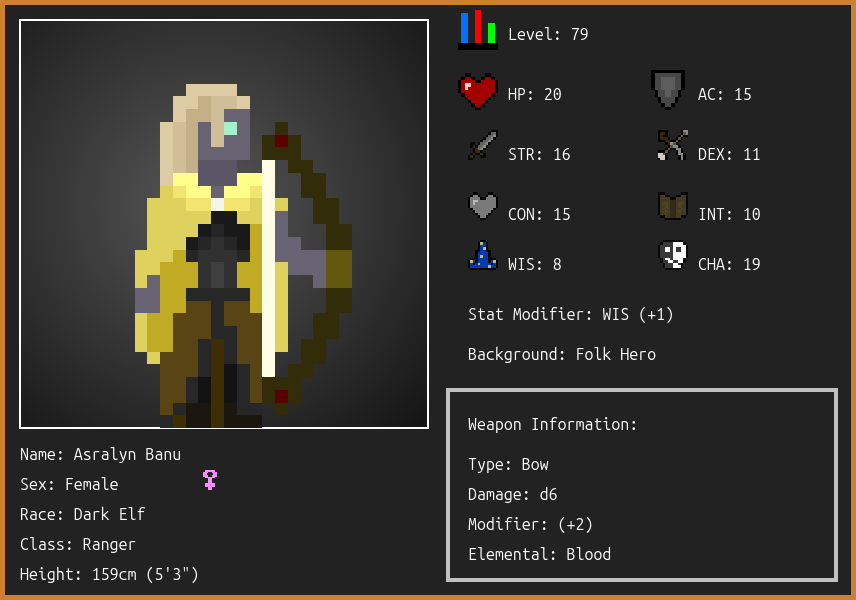 Level: 79
HP: 20
AC: 15
STR: 16
DEX: 11
CON: 15
INT: 10
WIS: 8
CHA: 19
Stat Modifier: WIS (+1)
Background: Folk Hero
Weapon Information:
Type: Bow
Damage: d6
Modifier: (+2)
Elemental: Blood
Name: Asralyn Banu
Sex: Female
Race: Dark Elf
Class: Ranger
Height: 159cm (5'3")